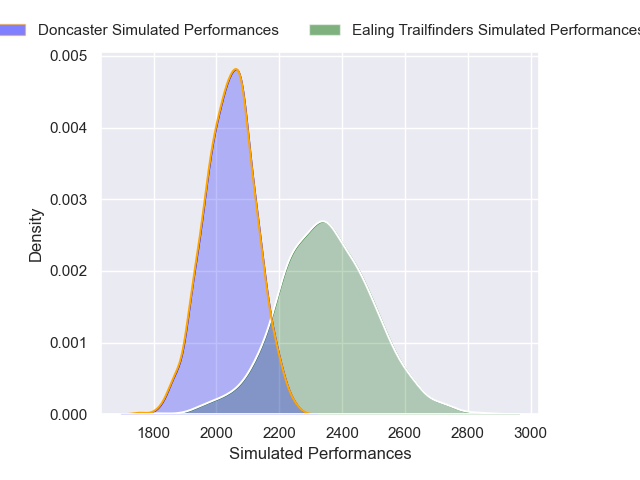 Doncaster Simulated Performances
Ealing Trailfinders Simulated Performances
0.005
0.004
0.003
0.002
0.001
0.000
Density
1800 2000 2200 2400 2600 2800 3000
Simulated Performances